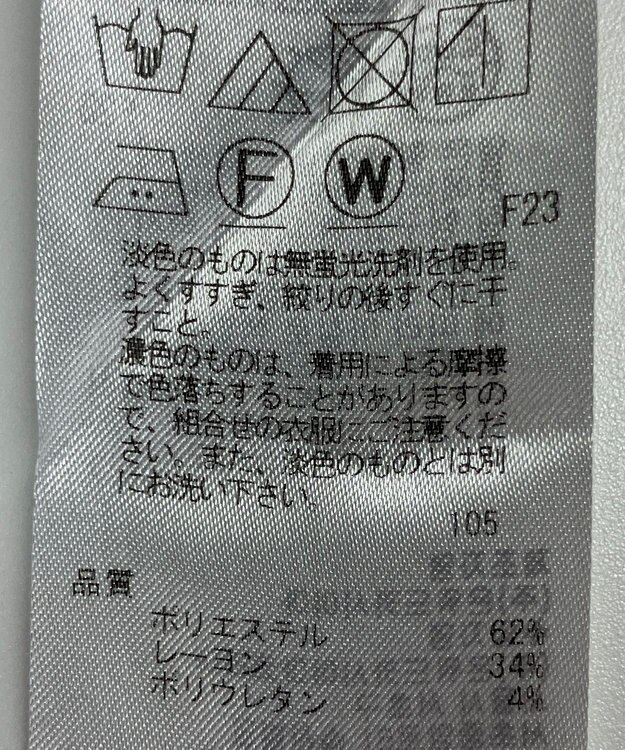 F
W
F23
淡色のものは無蛍光洗剤を使用。
よくすすぎ、絞りの後すぐに干
すこと。
濃色のものは、着用による摩擦
で色落ちすることがありますの
で、組合せの衣服にご注意くだ
さい。また、淡色のものとは別
にお洗い下さい。
105
品質
ポリエステル 62%
レーヨン 34%
ポリウレタン 4%